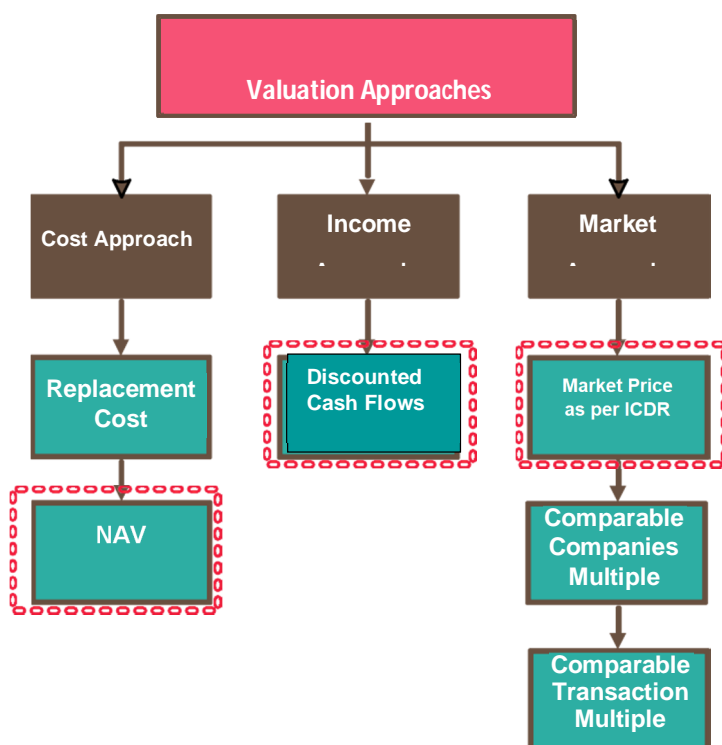 Valuation Approaches
Cost Approach
Income
Market
Replacement
Cost
Discounted
Cash Flows
Market Price
as per ICDR
NAV
Comparable
Companies
Multiple
Comparable
Transaction
Multiple